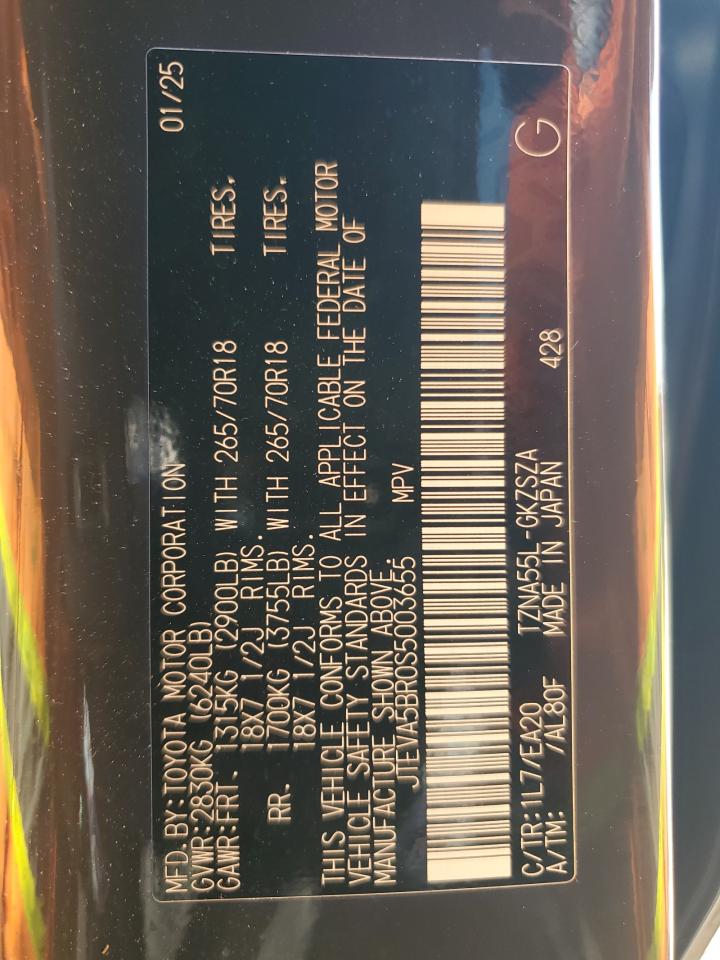 MFD. BY: TOYOTA MOTOR CORPORATION 01/25
GVWR: 2830KG (6240LB)
GAWR: FRT. 1315KG (2900LB) WITH 265/70R18 TIRES.
18X7 1/2J RIMS.
RR. 1700KG (3755LB) WITH 265/70R18 TIRES.
18X7 1/2J RIMS.
THIS VEHICLE CONFORMS TO ALL APPLICABLE FEDERAL MOTOR
VEHICLE SAFETY STANDARDS IN EFFECT ON THE DATE OF
MANUFACTURE SHOWN ABOVE.
JTEVA5BR0S5003655 MPV
C/TR: 1L7/EA20 TZNA55L-GKZSZA G
A/TM: /AL80F MADE IN JAPAN 428